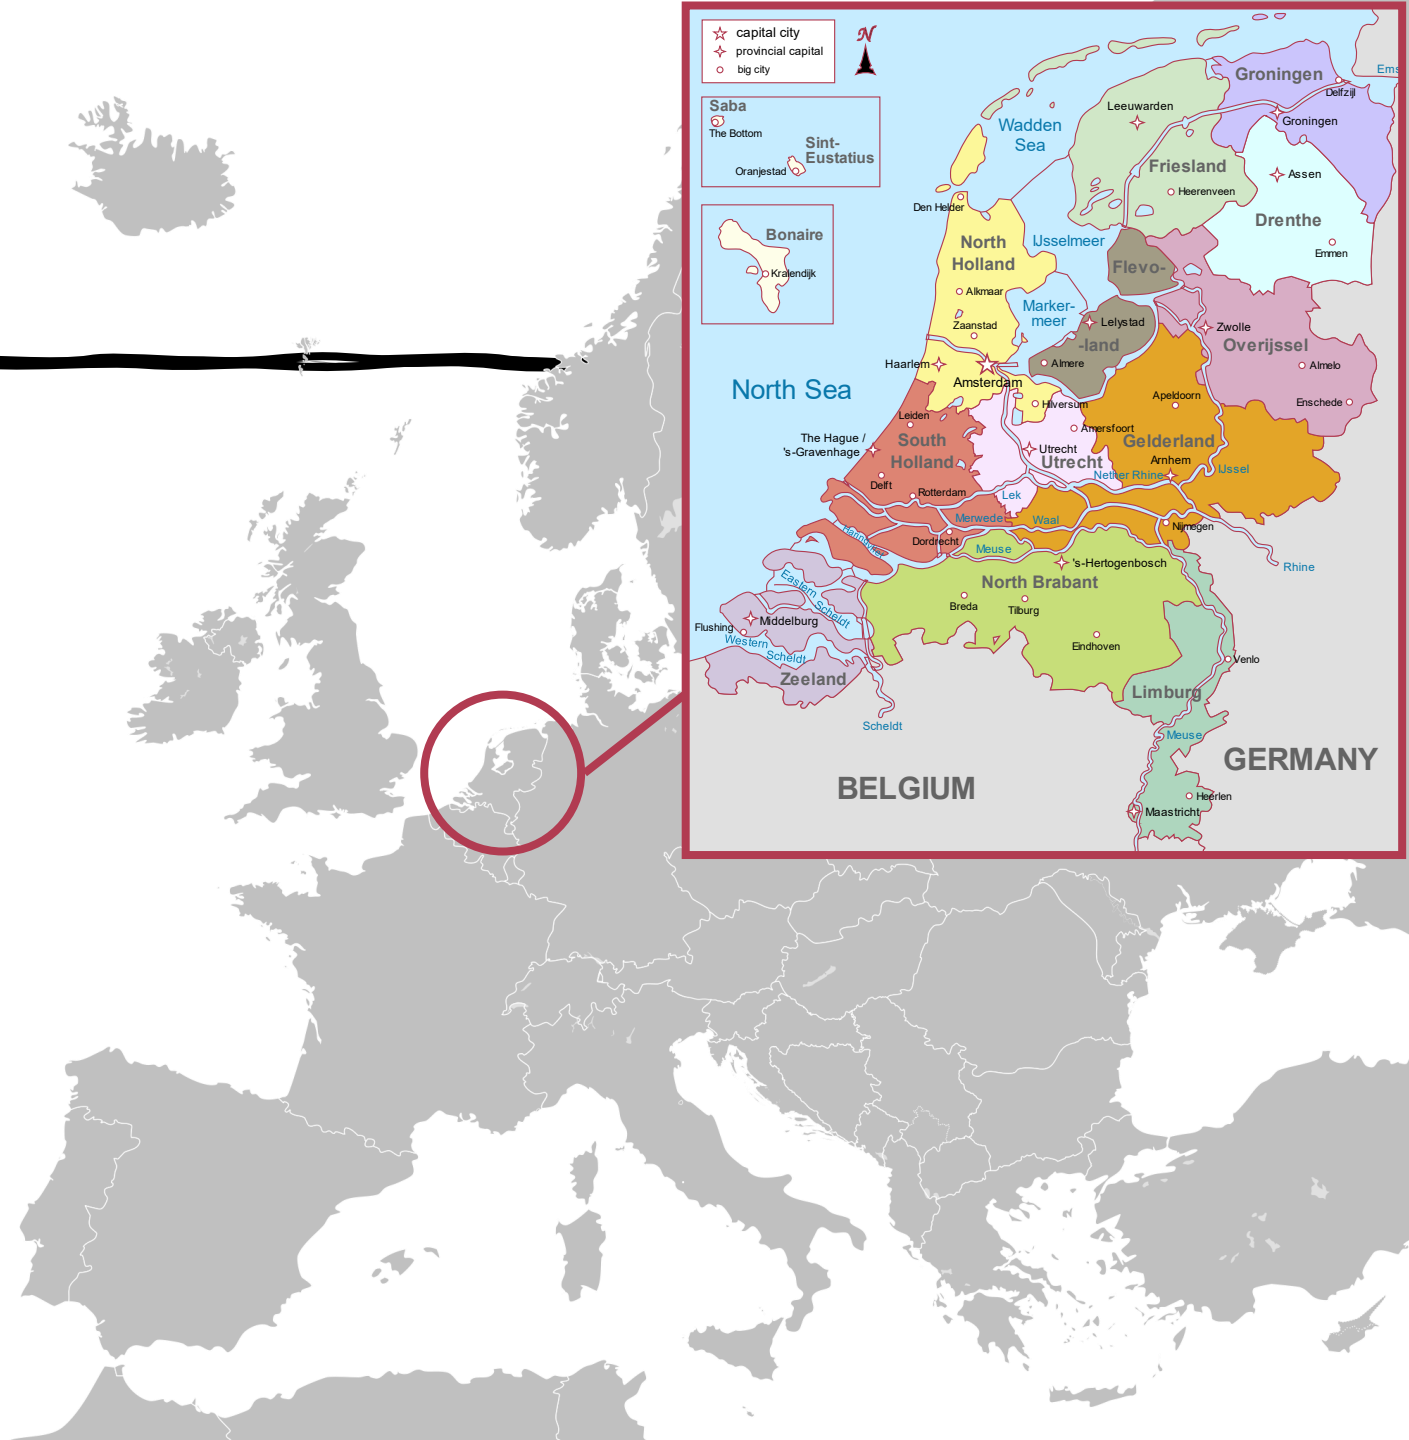 capital city
provincial capital
big city
N
Saba
The Bottom
Sint-
Eustatius
Oranjestad
Bonaire
Kralendijk
Wadden
Sea
Ems
Groningen
Delfzijl
Groningen
Leeuwarden
Friesland
Heerenveen
Assen
Drenthe
Emmen
Den Helder
North
Holland
IJsselmeer
Flevo-
Alkmaar
Marker-
meer
Zaanstad
Lelystad
-land
Zwolle
Overijssel
Haarlem
Almere
Almelo
Amsterdam
North Sea
Hilversum
Apeldoorn
Enschede
Leiden
Amersfoort
The Hague /
's-Gravenhage
South
Holland
Utrecht
Utrecht
Gelderland
Arnhem
Nether Rhine
IJssel
Delft
Rotterdam
Lek
Merwede
Waal
Nijmegen
Dordrecht
Meuse
's-Hertogenbosch
Rhine
North Brabant
Eastern
Scheldt
Breda
Tilburg
Middelburg
Flushing
Western
Scheldt
Eindhoven
Venlo
Zeeland
Limburg
Scheldt
Meuse
GERMANY
BELGIUM
Heerlen
Maastricht